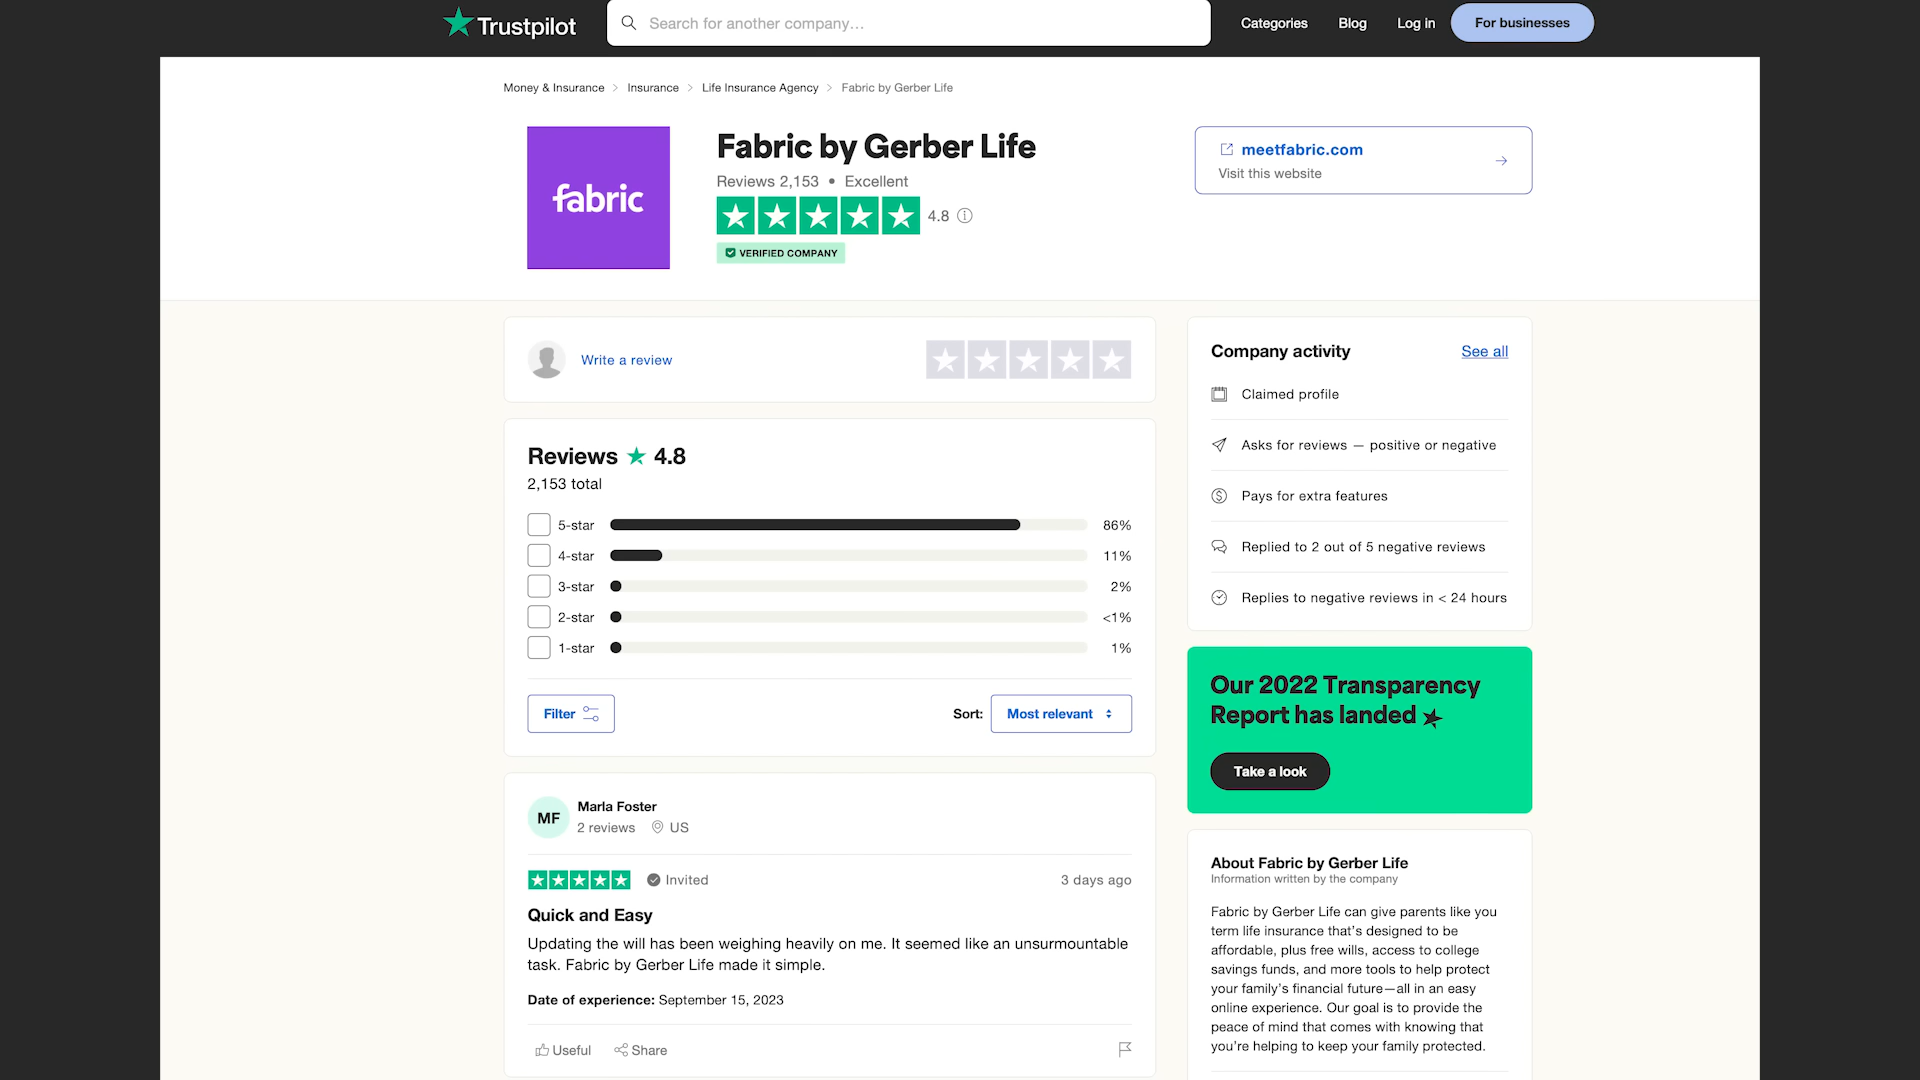 Trustpilot
Search for another company…
Categories
Blog
Log in
For businesses
Money & Insurance
Insurance
Life Insurance Agency
Fabric by Gerber Life
fabric
Fabric by Gerber Life
Reviews 2,153 • Excellent
4.8
VERIFIED COMPANY
meetfabric.com
Visit this website
Write a review
Reviews ★ 4.8
2,153 total
5-star 86%
4-star 11%
3-star 2%
2-star <1%
1-star 1%
Filter
Sort: Most relevant
MF
Marla Foster
2 reviews US
Invited
3 days ago
Quick and Easy
Updating the will has been weighing heavily on me. It seemed like an unsurmountable
task. Fabric by Gerber Life made it simple.
Date of experience: September 15, 2023
Useful
Share
Company activity
See all
Claimed profile
Asks for reviews — positive or negative
Pays for extra features
Replied to 2 out of 5 negative reviews
Replies to negative reviews in < 24 hours
Our 2022 Transparency
Report has landed
Take a look
About Fabric by Gerber Life
Information written by the company
Fabric by Gerber Life can give parents like you
term life insurance that's designed to be
affordable, plus free wills, access to college
savings funds, and more tools to help protect
your family's financial future—all in an easy
online experience. Our goal is to provide the
peace of mind that comes with knowing that
you're helping to keep your family protected.